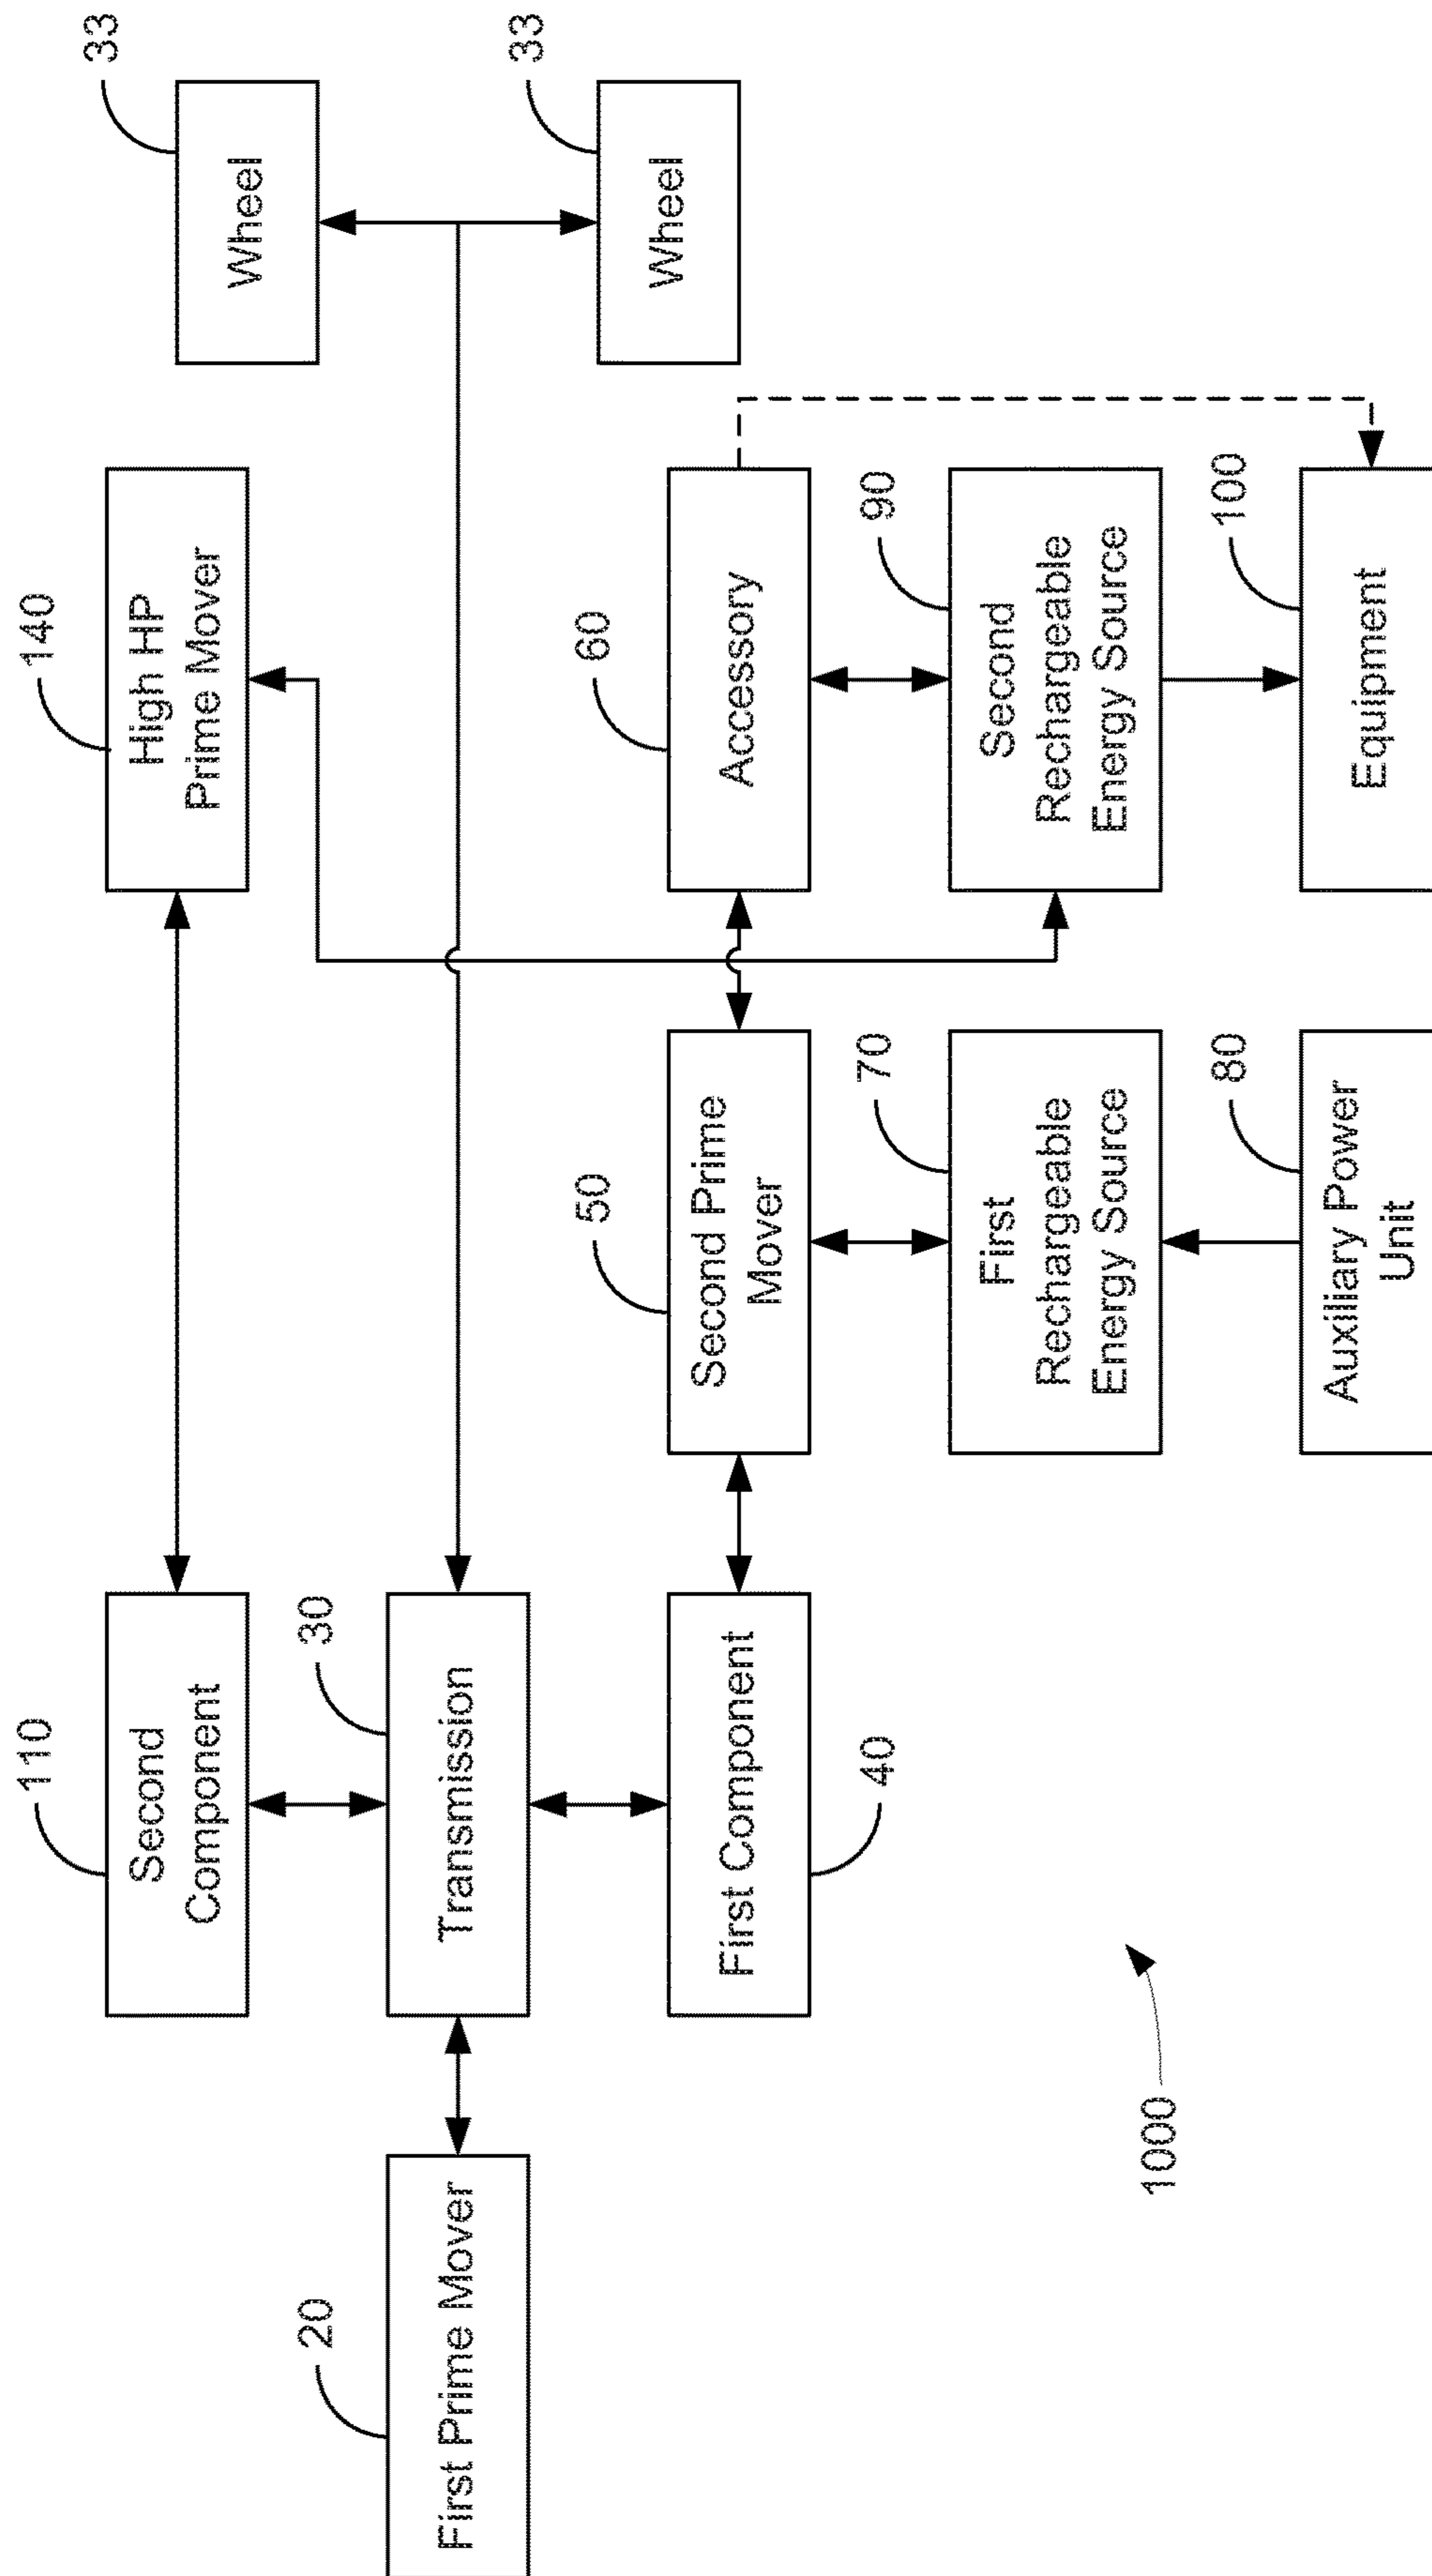 110
Second
Component
140
High HP
Prime Mover
33
Wheel
20
First Prime Mover
30
Transmission
33
Wheel
First Component
40
50
Second Prime
Mover
60
Accessory
70
First
Rechargeable
Energy Source
90
Second
Rechargeable
Energy Source
1000
80
Auxiliary Power
Unit
100
Equipment